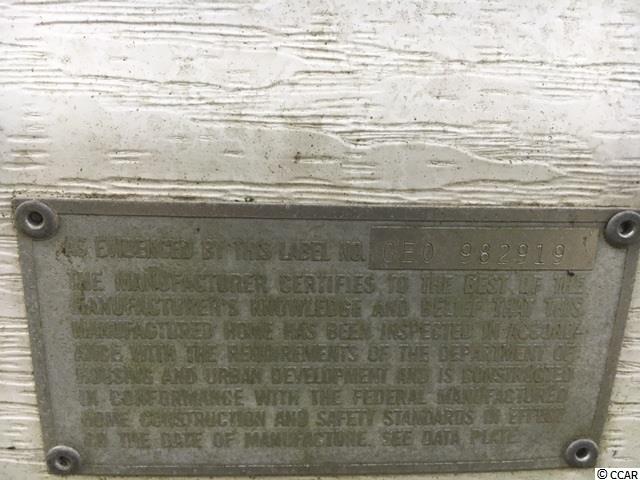 AS EVIDENCED BY THIS LABEL NO. GEO 982919
THE MANUFACTURER CERTIFIES TO THE BEST OF THE
MANUFACTURER'S KNOWLEDGE AND BELIEF THAT THIS
MANUFACTURED HOME HAS BEEN INSPECTED IN ACCORD-
ANCE WITH THE REQUIREMENTS OF THE DEPARTMENT OF
HOUSING AND URBAN DEVELOPMENT AND IS CONSTRUCTED
IN CONFORMANCE WITH THE FEDERAL MANUFACTURED
HOME CONSTRUCTION AND SAFETY STANDARDS IN EFFECT
ON THE DATE OF MANUFACTURE. SEE DATA PLATE
© CCAR